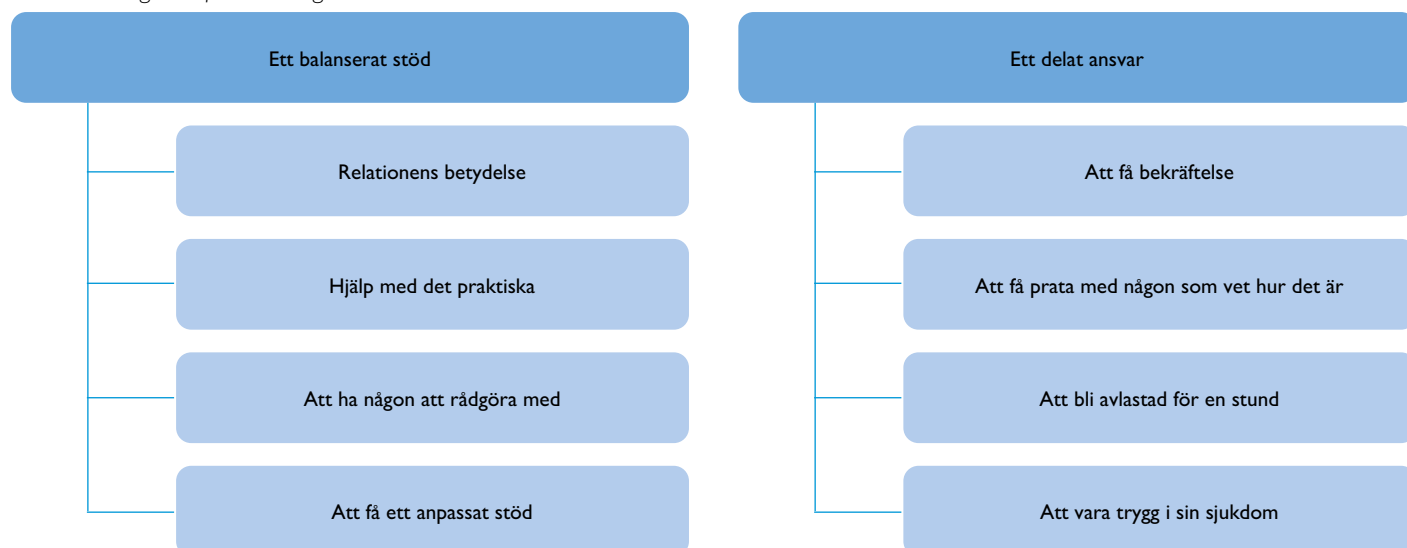 Ett balanserat stöd
Relationens betydelse
Hjälp med det praktiska
Att ha någon att rådgöra med
Att få ett anpassat stöd
Ett delat ansvar
Att få bekräftelse
Att få prata med någon som vet hur det är
Att bli avlastad för en stund
Att vara trygg i sin sjukdom